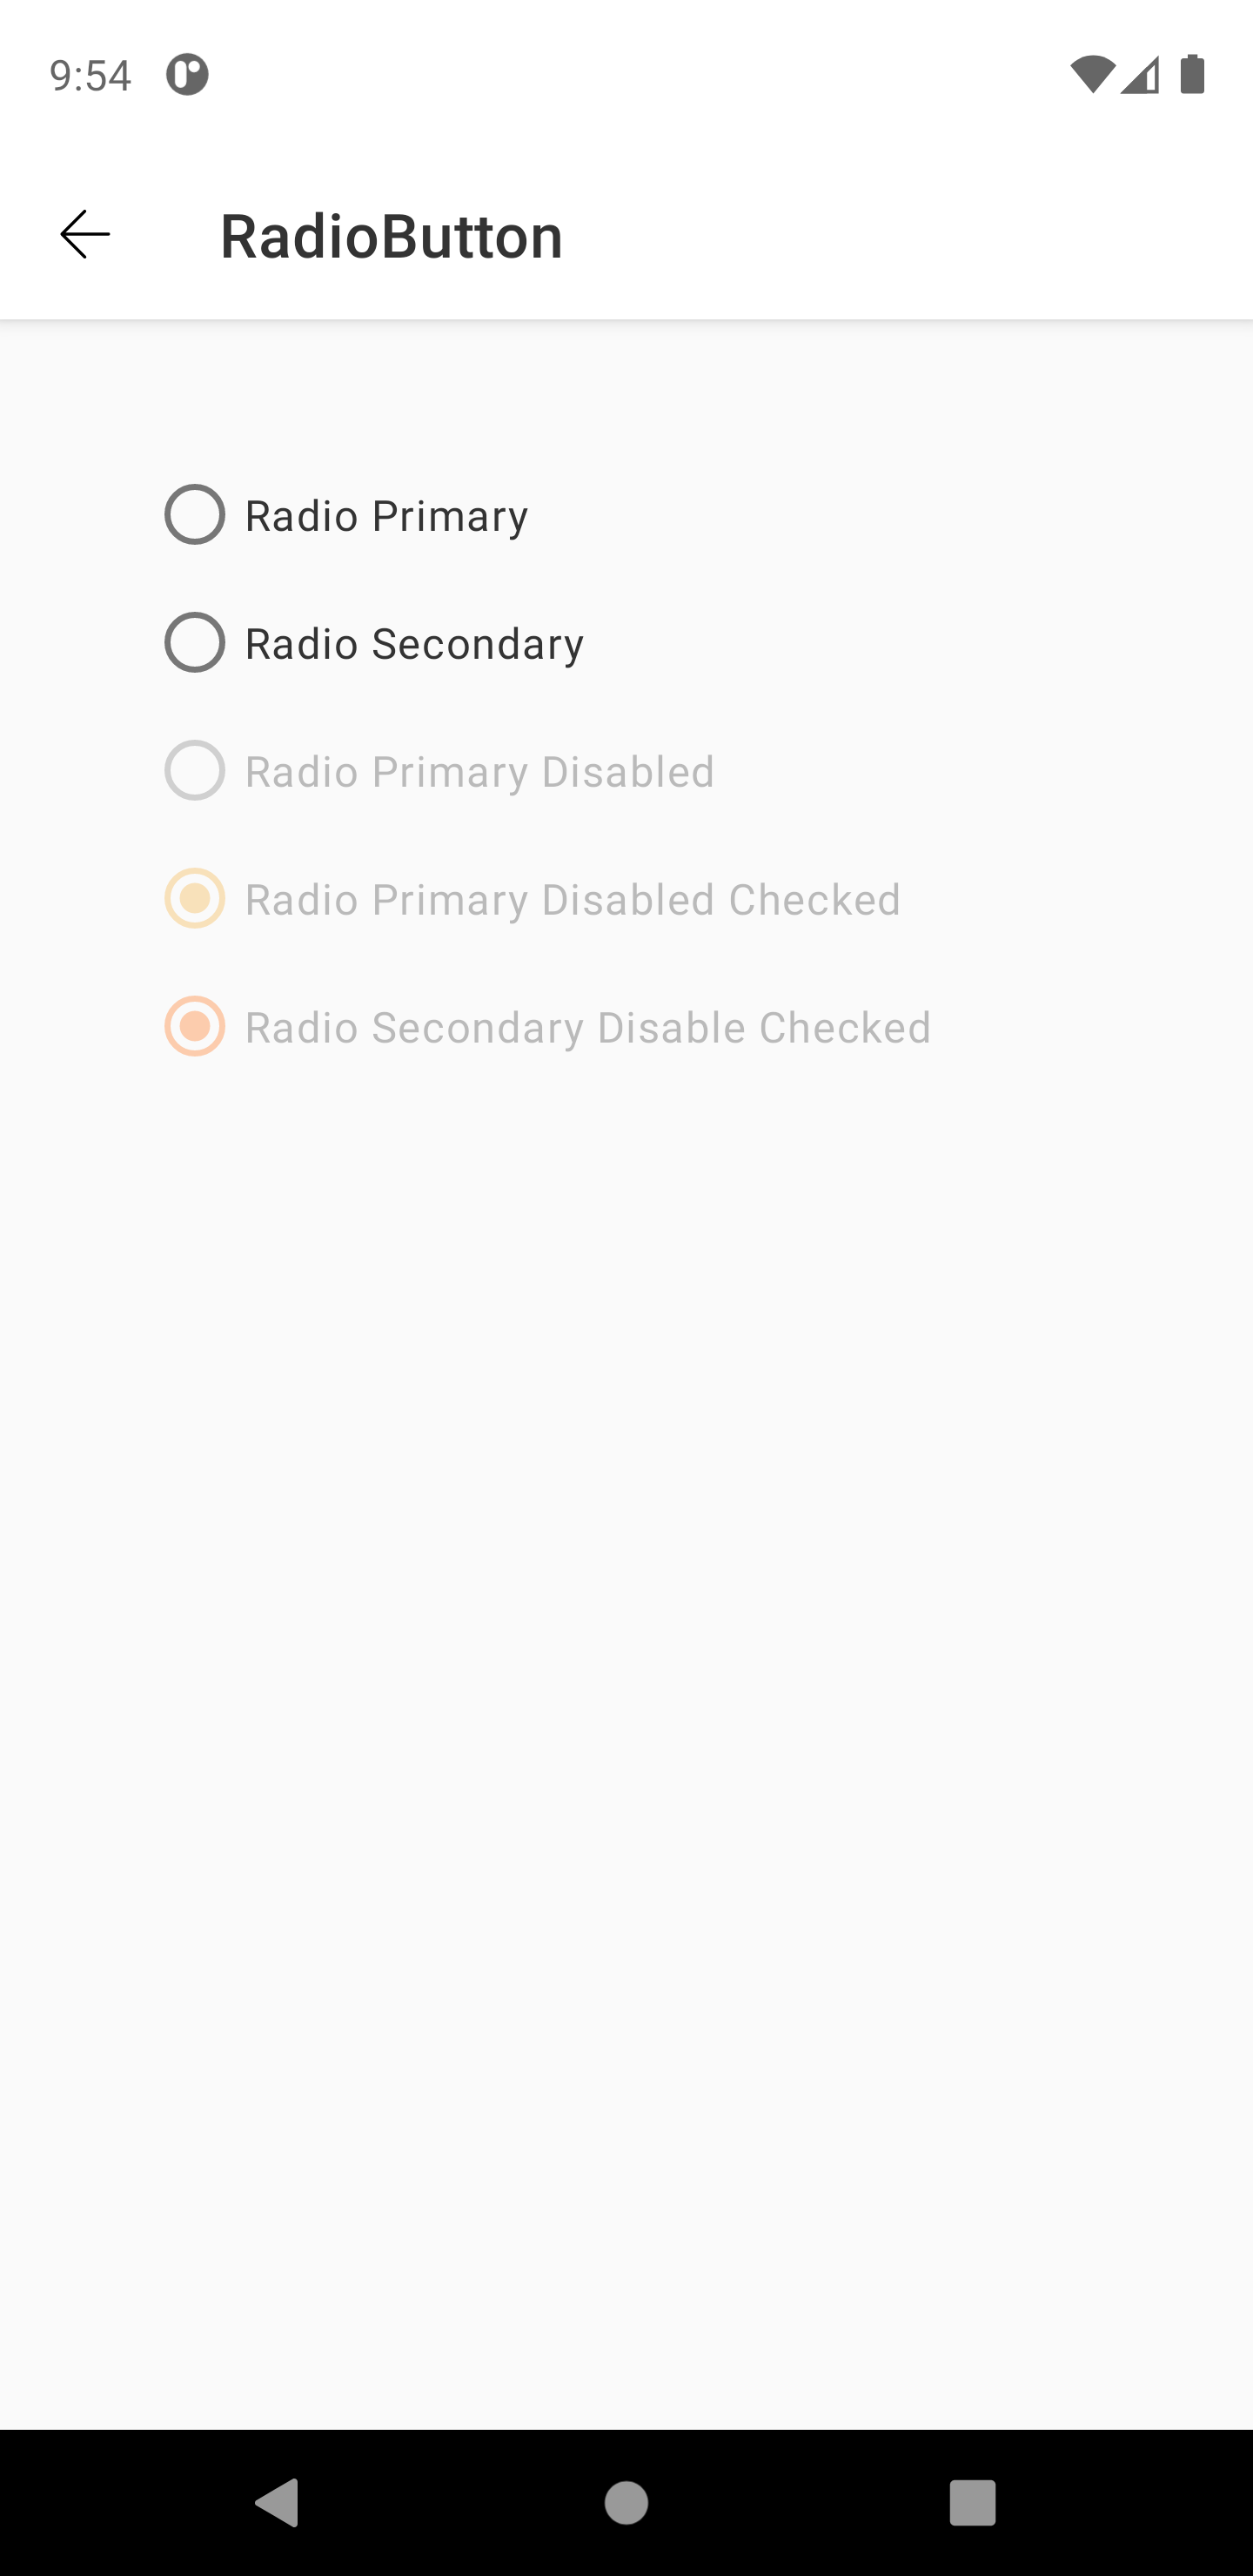 9:54
RadioButton
Radio Primary
Radio Secondary
Radio Primary Disabled
Radio Primary Disabled Checked
Radio Secondary Disable Checked